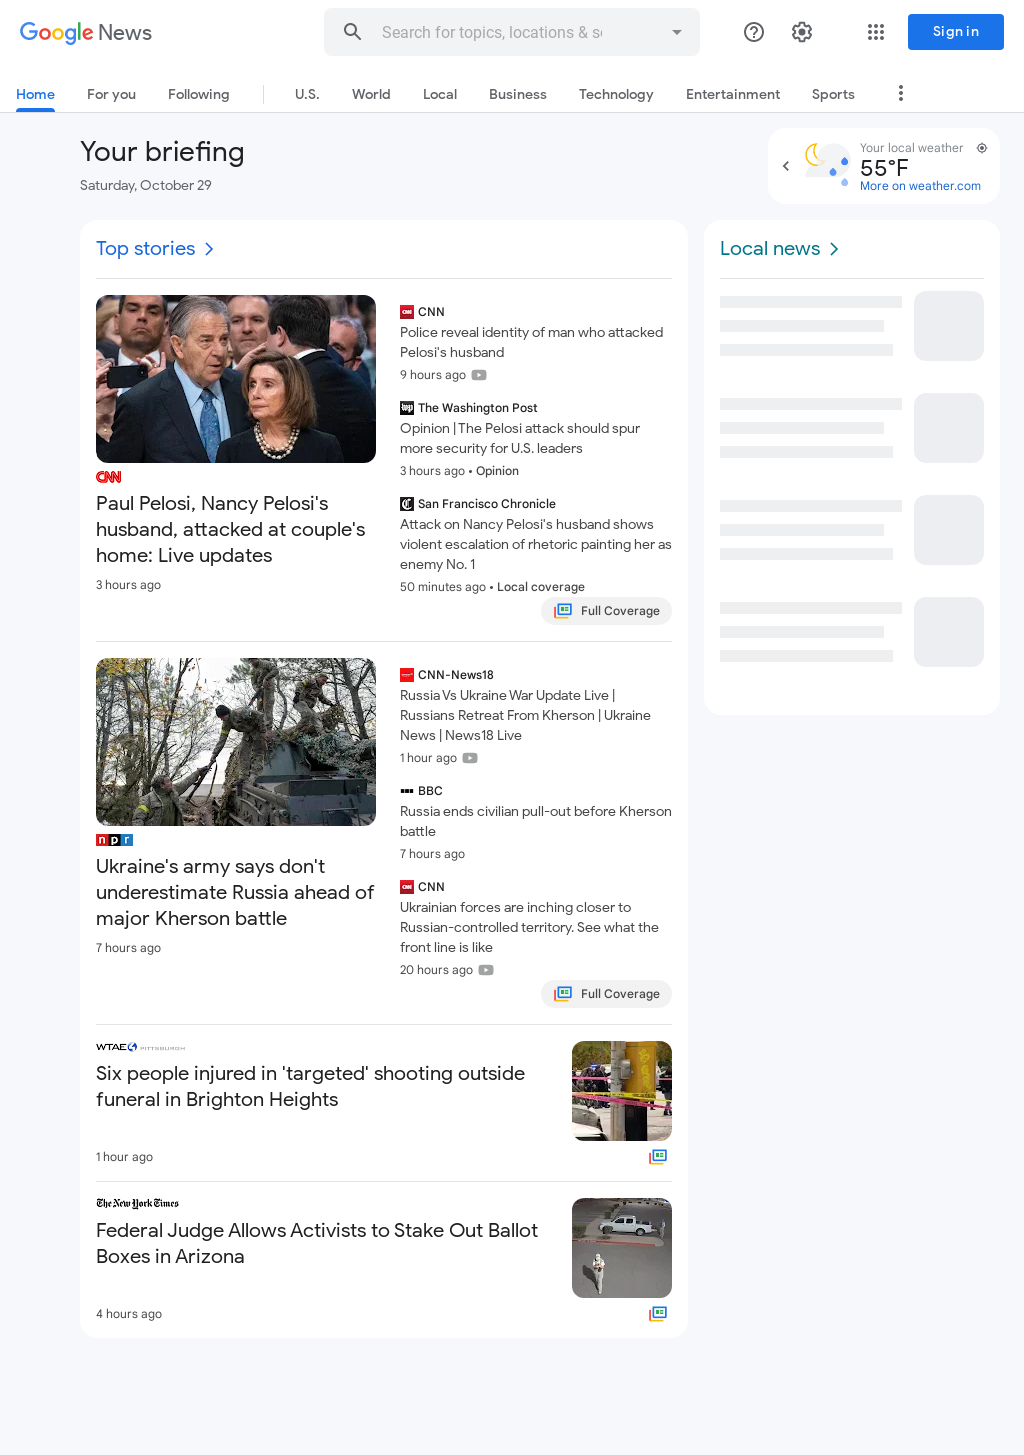 Google News
Search for topics, locations & so
Sign in
Home
For you
Following
U.S.
World
Local
Business
Technology
Entertainment
Sports
Your briefing
Saturday, October 29
Your local weather
55°F
More on weather.com
Top stories
CNN
Paul Pelosi, Nancy Pelosi's
husband, attacked at couple's
home: Live updates
3 hours ago
CNN
Police reveal identity of man who attacked
Pelosi's husband
9 hours ago
The Washington Post
Opinion | The Pelosi attack should spur
more security for U.S. leaders
3 hours ago • Opinion
San Francisco Chronicle
Attack on Nancy Pelosi's husband shows
violent escalation of rhetoric painting her as
enemy No. 1
50 minutes ago • Local coverage
Full Coverage
npr
Ukraine's army says don't
underestimate Russia ahead of
major Kherson battle
7 hours ago
CNN-News18
Russia Vs Ukraine War Update Live |
Russians Retreat From Kherson | Ukraine
News | News18 Live
1 hour ago
BBC
Russia ends civilian pull-out before Kherson
battle
7 hours ago
CNN
Ukrainian forces are inching closer to
Russian-controlled territory. See what the
front line is like
20 hours ago
Full Coverage
WTAE PITTSBURGH
Six people injured in 'targeted' shooting outside
funeral in Brighton Heights
1 hour ago
The New York Times
Federal Judge Allows Activists to Stake Out Ballot
Boxes in Arizona
4 hours ago
Local news